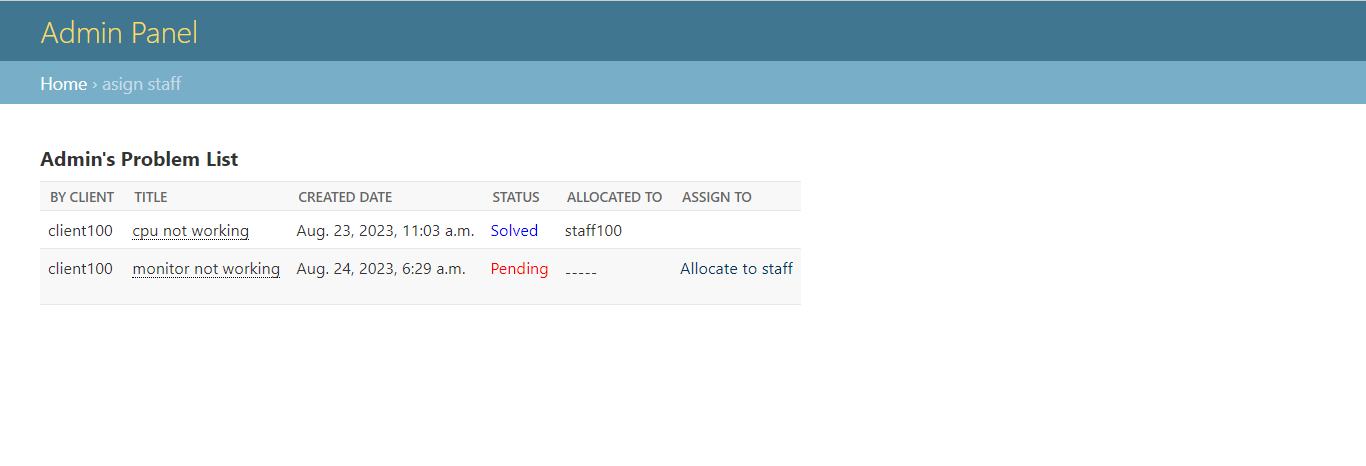 Admin Panel
Home › asign staff
Admin's Problem List
BY CLIENT TITLE CREATED DATE STATUS ALLOCATED TO ASSIGN TO
client100 cpu not working Aug. 23, 2023, 11:03 a.m. Solved staff100
client100 monitor not working Aug. 24, 2023, 6:29 a.m. Pending ----- Allocate to staff